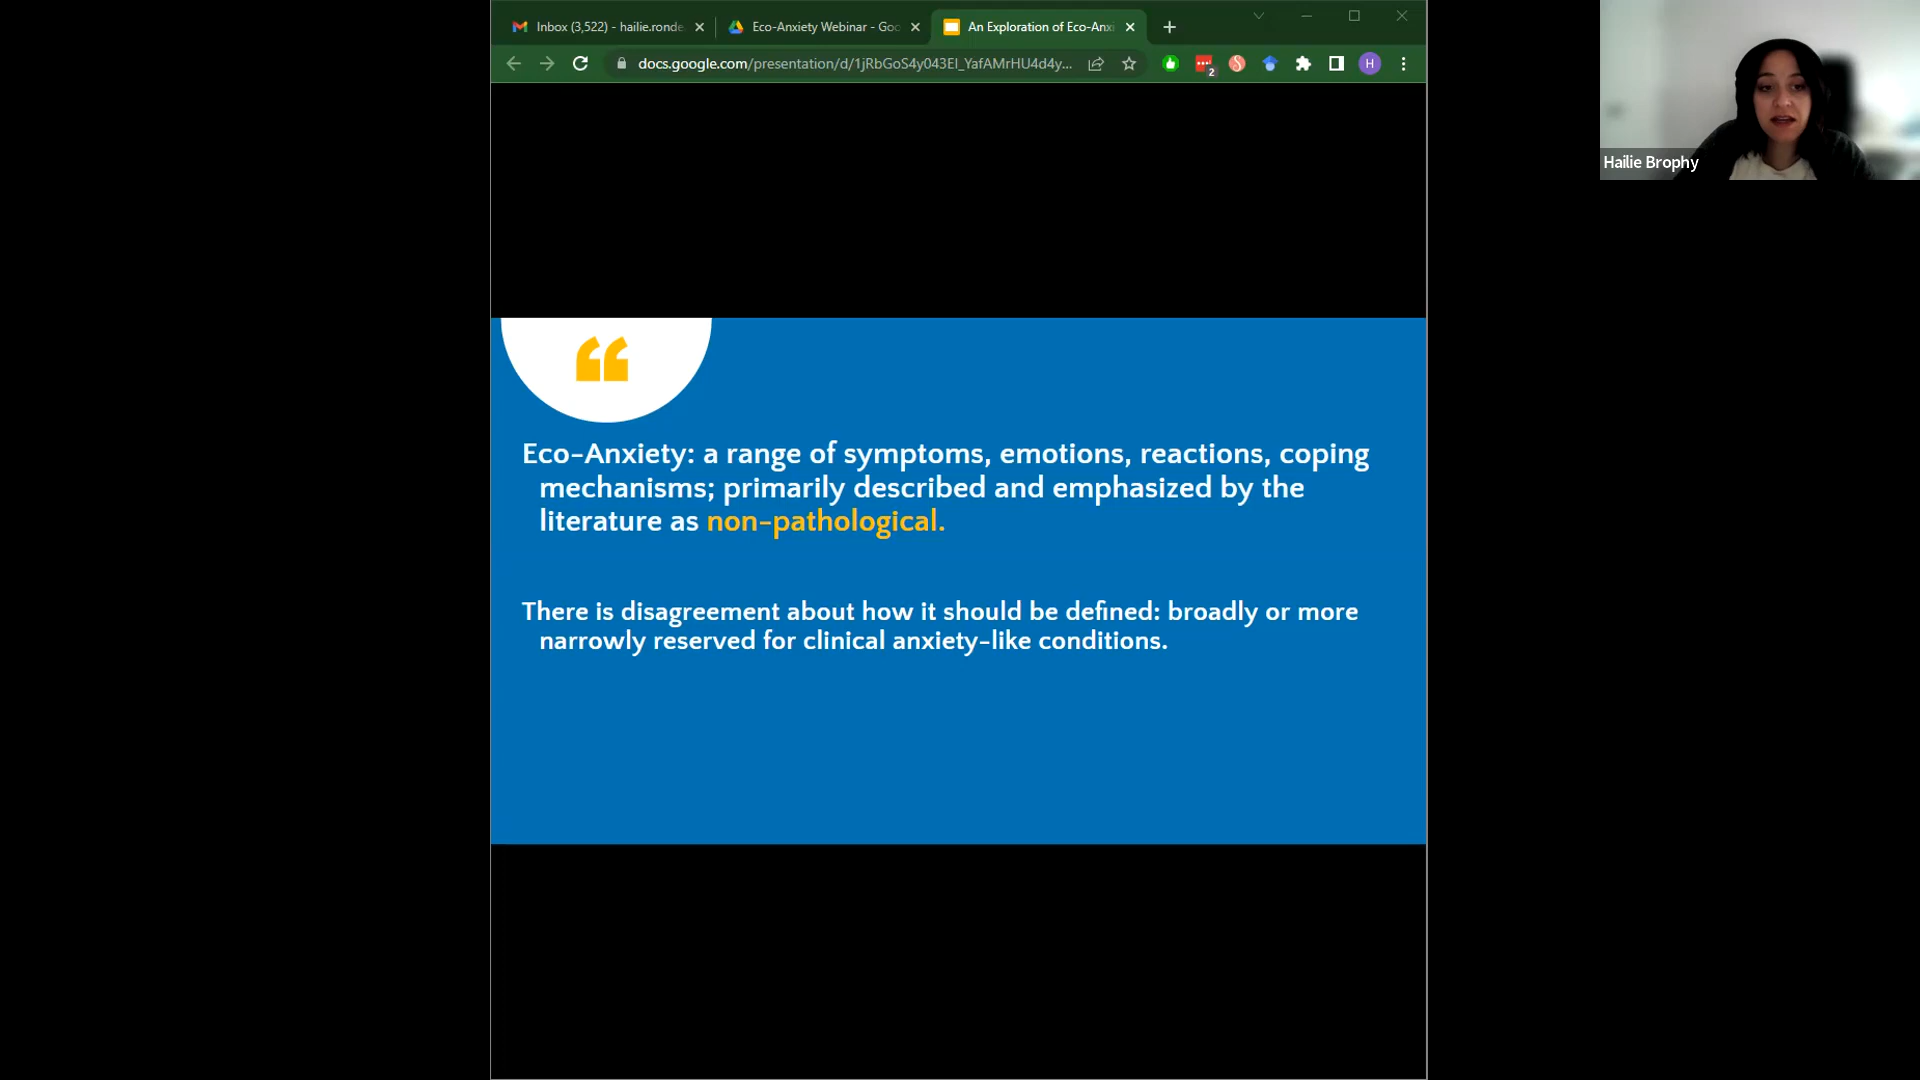 Inbox (3,522) - hailie.ronde
Eco-Anxiety Webinar - Goo
An Exploration of Eco-Anxi
docs.google.com/presentation/d/1jRbGoS4y043EI_YafAMrHU4d4y...
2
H
Hailie Brophy
“
Eco-Anxiety: a range of symptoms, emotions, reactions, coping
mechanisms; primarily described and emphasized by the
literature as non-pathological.
There is disagreement about how it should be defined: broadly or more
narrowly reserved for clinical anxiety-like conditions.